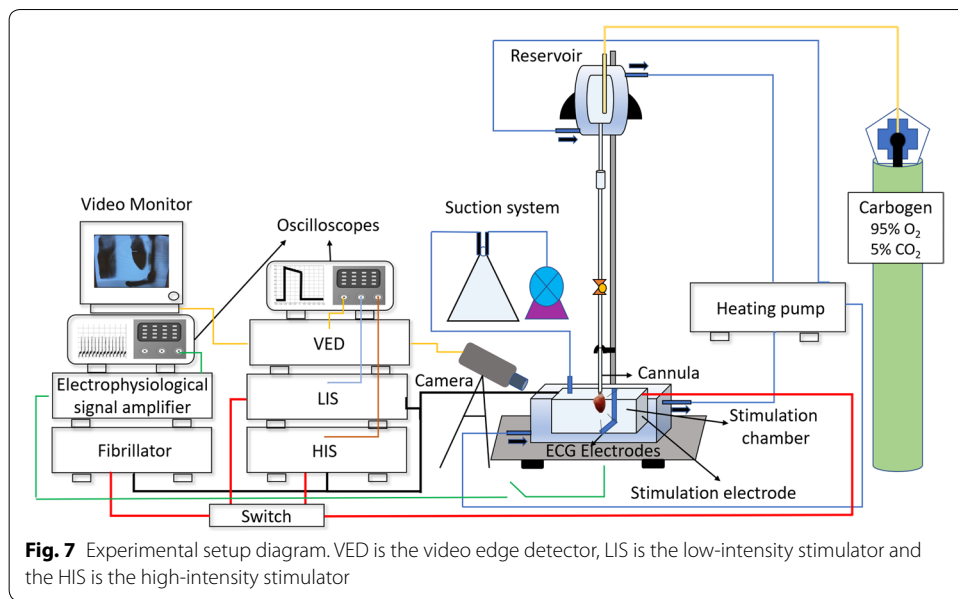 Reservoir
Video Monitor
Oscilloscopes
Suction system
Carbogen
95% O₂
5% CO₂
Heating pump
VED
Camera
Cannula
Electrophysiological
signal amplifier
LIS
Stimulation
chamber
Fibrillator
HIS
ECG Electrodes
Stimulation electrode
Switch
Fig. 7 Experimental setup diagram. VED is the video edge detector, LIS is the low-intensity stimulator and
the HIS is the high-intensity stimulator